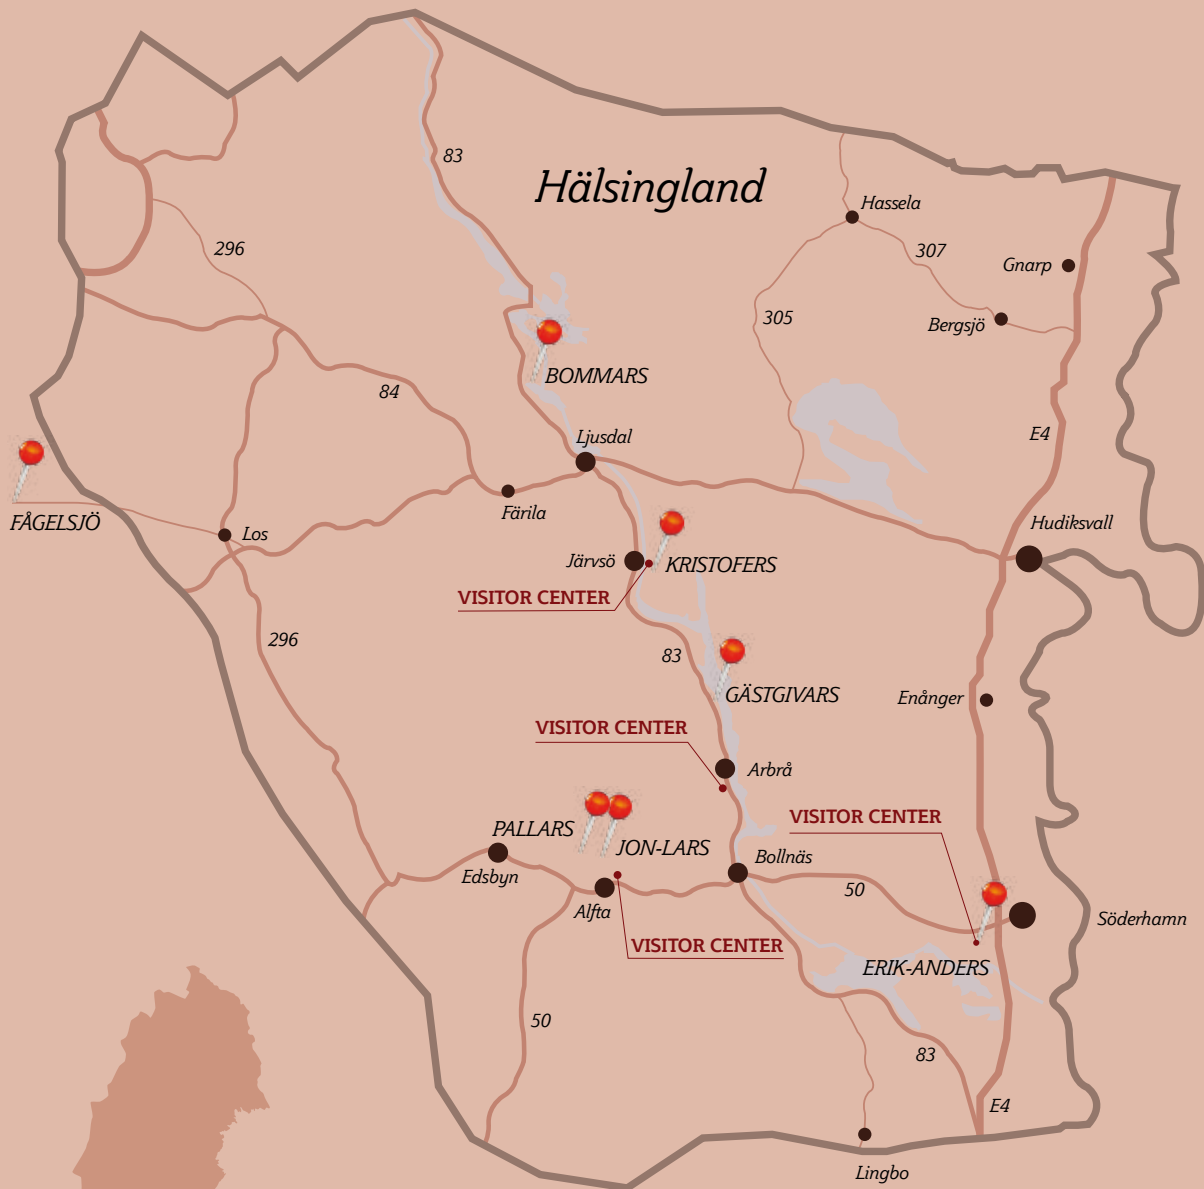 83
Hälsingland
Hassela
296
307
Gnarp
305
Bergsjö
BOMMARS
84
Ljusdal
E4
Färila
FÅGELSJÖ
Hudiksvall
Los
Järvsö
KRISTOFERS
VISITOR CENTER
296
83
GÄSTGIVARS
Enånger
VISITOR CENTER
Arbrå
VISITOR CENTER
PALLARS
JON-LARS
Bollnäs
Edsbyn
50
Alfta
Söderhamn
VISITOR CENTER
ERIK-ANDERS
50
83
E4
Lingbo